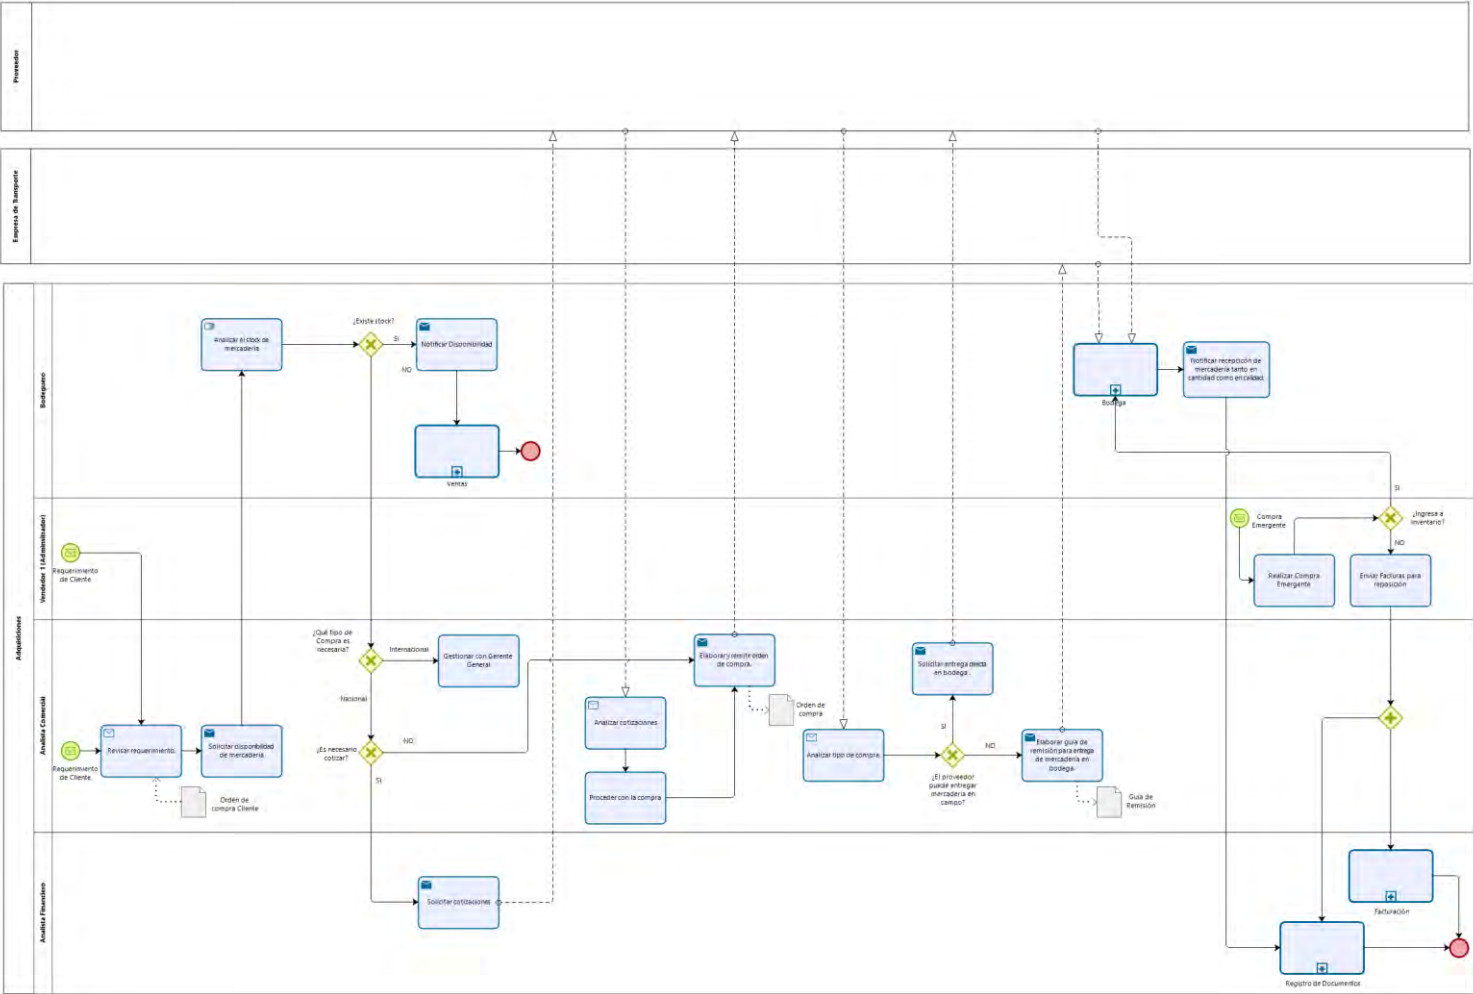 Proveedor
Empresa de Transporte
Adquisiciones
Bodeguero
Analizar el stock de
mercadería.
¿Existe stock?
SI
NO
Notificar Disponibilidad
Ventas
Bodega
Notificar recepción de
mercadería tanto en
cantidad como en calidad.
SI
Vendedor 1 (Administrador)
Requerimiento
de Cliente
Compra
Emergente
Realizar Compra
Emergente
¿Ingresa a
inventario?
NO
Enviar Facturas para
reposición
Analista Comercial
Requerimiento
de Cliente
Revisar requerimiento.
Solicitar disponibilidad
de mercadería.
Orden de
compra Cliente
¿Qué tipo de
Compra es
necesaria?
Internacional
Gestionar con Gerente
General
Nacional
¿Es necesario
cotizar?
NO
SI
Analizar cotizaciones
Proceder con la compra
Elaborar y remitir orden
de compra.
Orden de
compra
Analizar tipo de compra.
Solicitar entrega directa
en bodega.
SI
NO
¿El proveedor
puede entregar
mercadería en
campo?
Elaborar guía de
remisión para entrega
de mercadería en
bodega.
Guía de
Remisión
Analista Financiero
Solicitar cotizaciones
Facturación
Registro de Documentos